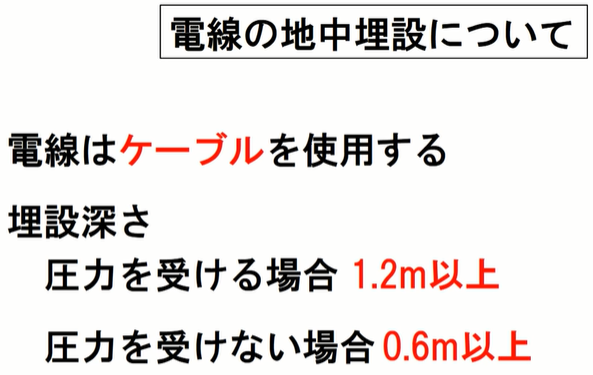 電線の地中埋設について
電線はケーブルを使用する
埋設深さ
圧力を受ける場合 1.2m以上
圧力を受けない場合 0.6m以上